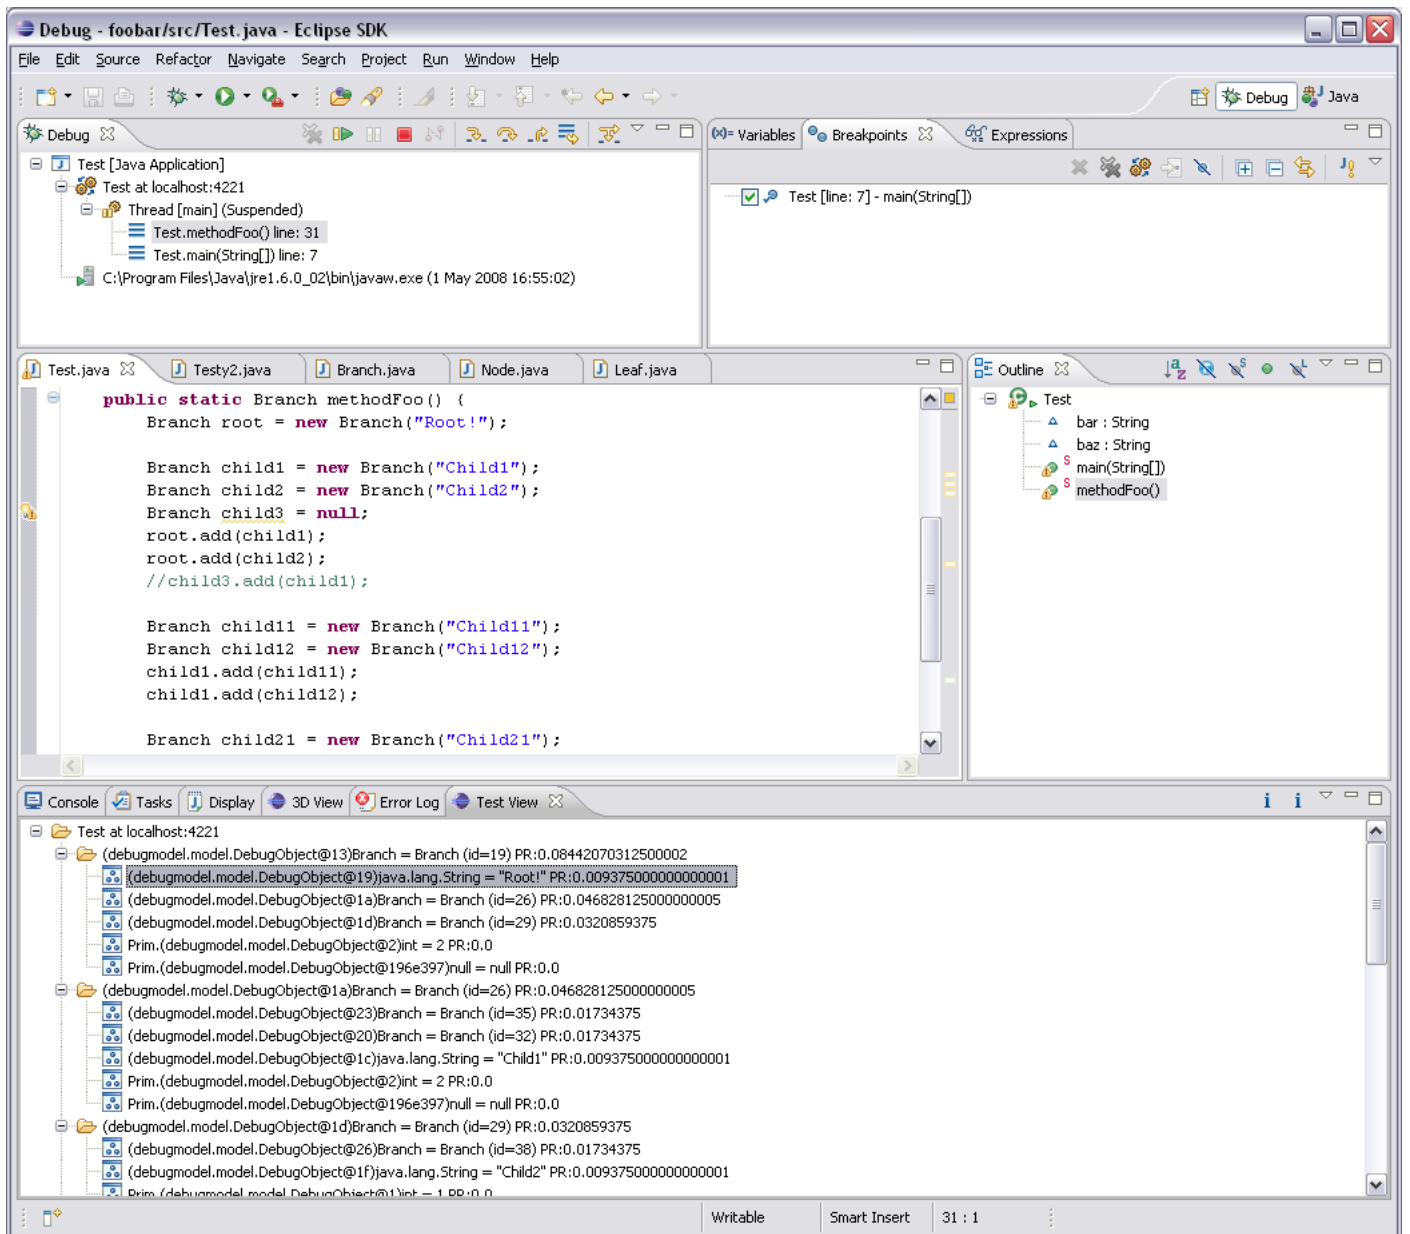 Debug - foobar/src/Test.java - Eclipse SDK
File Edit Source Refactor Navigate Search Project Run Window Help
Debug Java
Debug
Test [Java Application]
Test at localhost:4221
Thread [main] (Suspended)
Test.methodFoo() line: 31
Test.main(String[]) line: 7
C:\Program Files\Java\jre1.6.0_02\bin\javaw.exe (1 May 2008 16:55:02)
(x)= Variables Breakpoints Expressions
Test [line: 7] - main(String[])
Test.java Testy2.java Branch.java Node.java Leaf.java
public static Branch methodFoo() {
Branch root = new Branch("Root!");
Branch child1 = new Branch("Child1");
Branch child2 = new Branch("Child2");
Branch child3 = null;
root.add(child1);
root.add(child2);
//child3.add(child1);
Branch child11 = new Branch("Child11");
Branch child12 = new Branch("Child12");
child1.add(child11);
child1.add(child12);
Branch child21 = new Branch("Child21");
Outline
Test
bar : String
baz : String
S main(String[])
S methodFoo()
Console Tasks Display 3D View Error Log Test View
Test at localhost:4221
(debugmodel.model.DebugObject@13)Branch = Branch (id=19) PR:0.08442070312500002
(debugmodel.model.DebugObject@19)java.lang.String = "Root!" PR:0.009375000000000001
(debugmodel.model.DebugObject@1a)Branch = Branch (id=26) PR:0.046828125000000005
(debugmodel.model.DebugObject@1d)Branch = Branch (id=29) PR:0.0320859375
Prim.(debugmodel.model.DebugObject@2)int = 2 PR:0.0
Prim.(debugmodel.model.DebugObject@196e397)null = null PR:0.0
(debugmodel.model.DebugObject@1a)Branch = Branch (id=26) PR:0.046828125000000005
(debugmodel.model.DebugObject@23)Branch = Branch (id=35) PR:0.01734375
(debugmodel.model.DebugObject@20)Branch = Branch (id=32) PR:0.01734375
(debugmodel.model.DebugObject@1c)java.lang.String = "Child1" PR:0.009375000000000001
Prim.(debugmodel.model.DebugObject@2)int = 2 PR:0.0
Prim.(debugmodel.model.DebugObject@196e397)null = null PR:0.0
(debugmodel.model.DebugObject@1d)Branch = Branch (id=29) PR:0.0320859375
(debugmodel.model.DebugObject@26)Branch = Branch (id=38) PR:0.01734375
(debugmodel.model.DebugObject@1f)java.lang.String = "Child2" PR:0.009375000000000001
Prim.(debugmodel.model.DebugObject@1)int = 1 PR:0.0
Writable Smart Insert 31 : 1